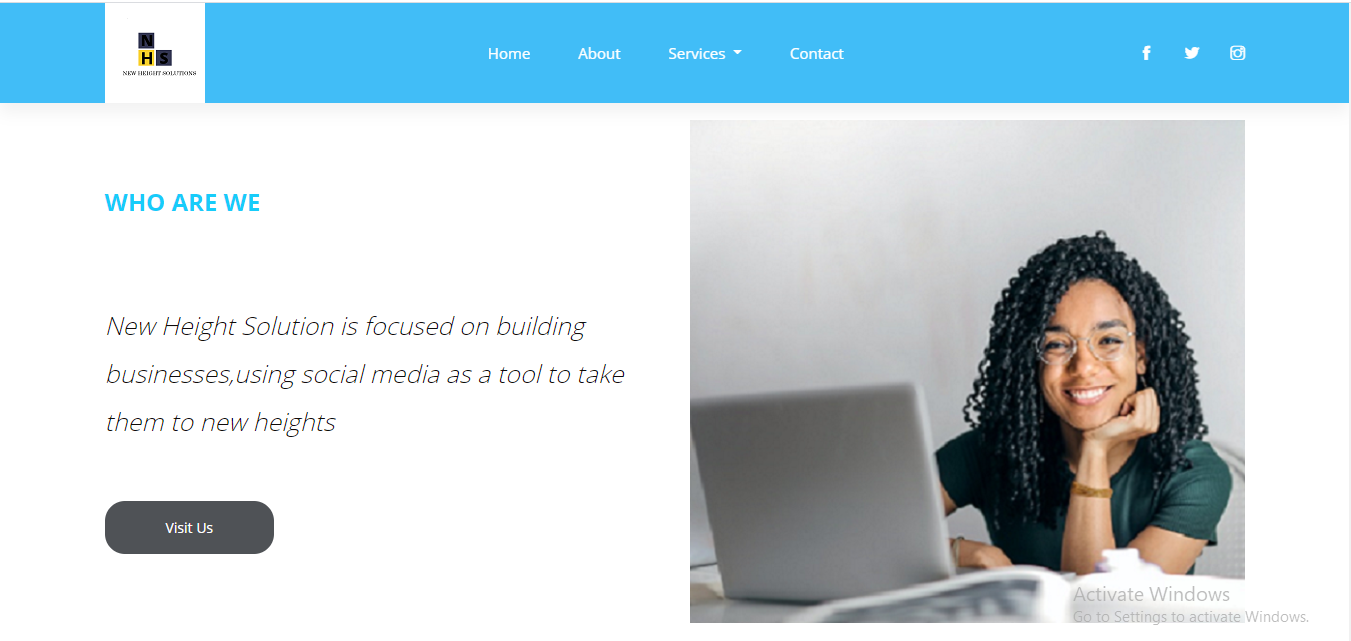 N
HS
NEW HEIGHT SOLUTIONS
Home About Services Contact
WHO ARE WE
New Height Solution is focused on building
businesses,using social media as a tool to take
them to new heights
Visit Us
Activate Windows
Go to Settings to activate Windows.